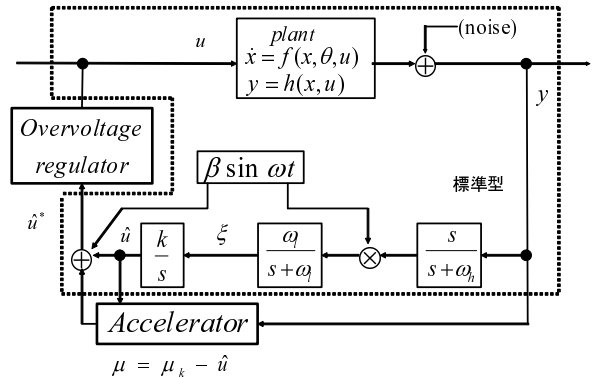 (noise)
u
plant
ẋ = f(x,θ,u)
y = h(x,u)
y
Overvoltage
regulator
β sin ωt
標準型
û*
û
k
s
ξ
ω_l
s+ω_l
s
s+ω_h
Accelerator
μ = μ_k − û